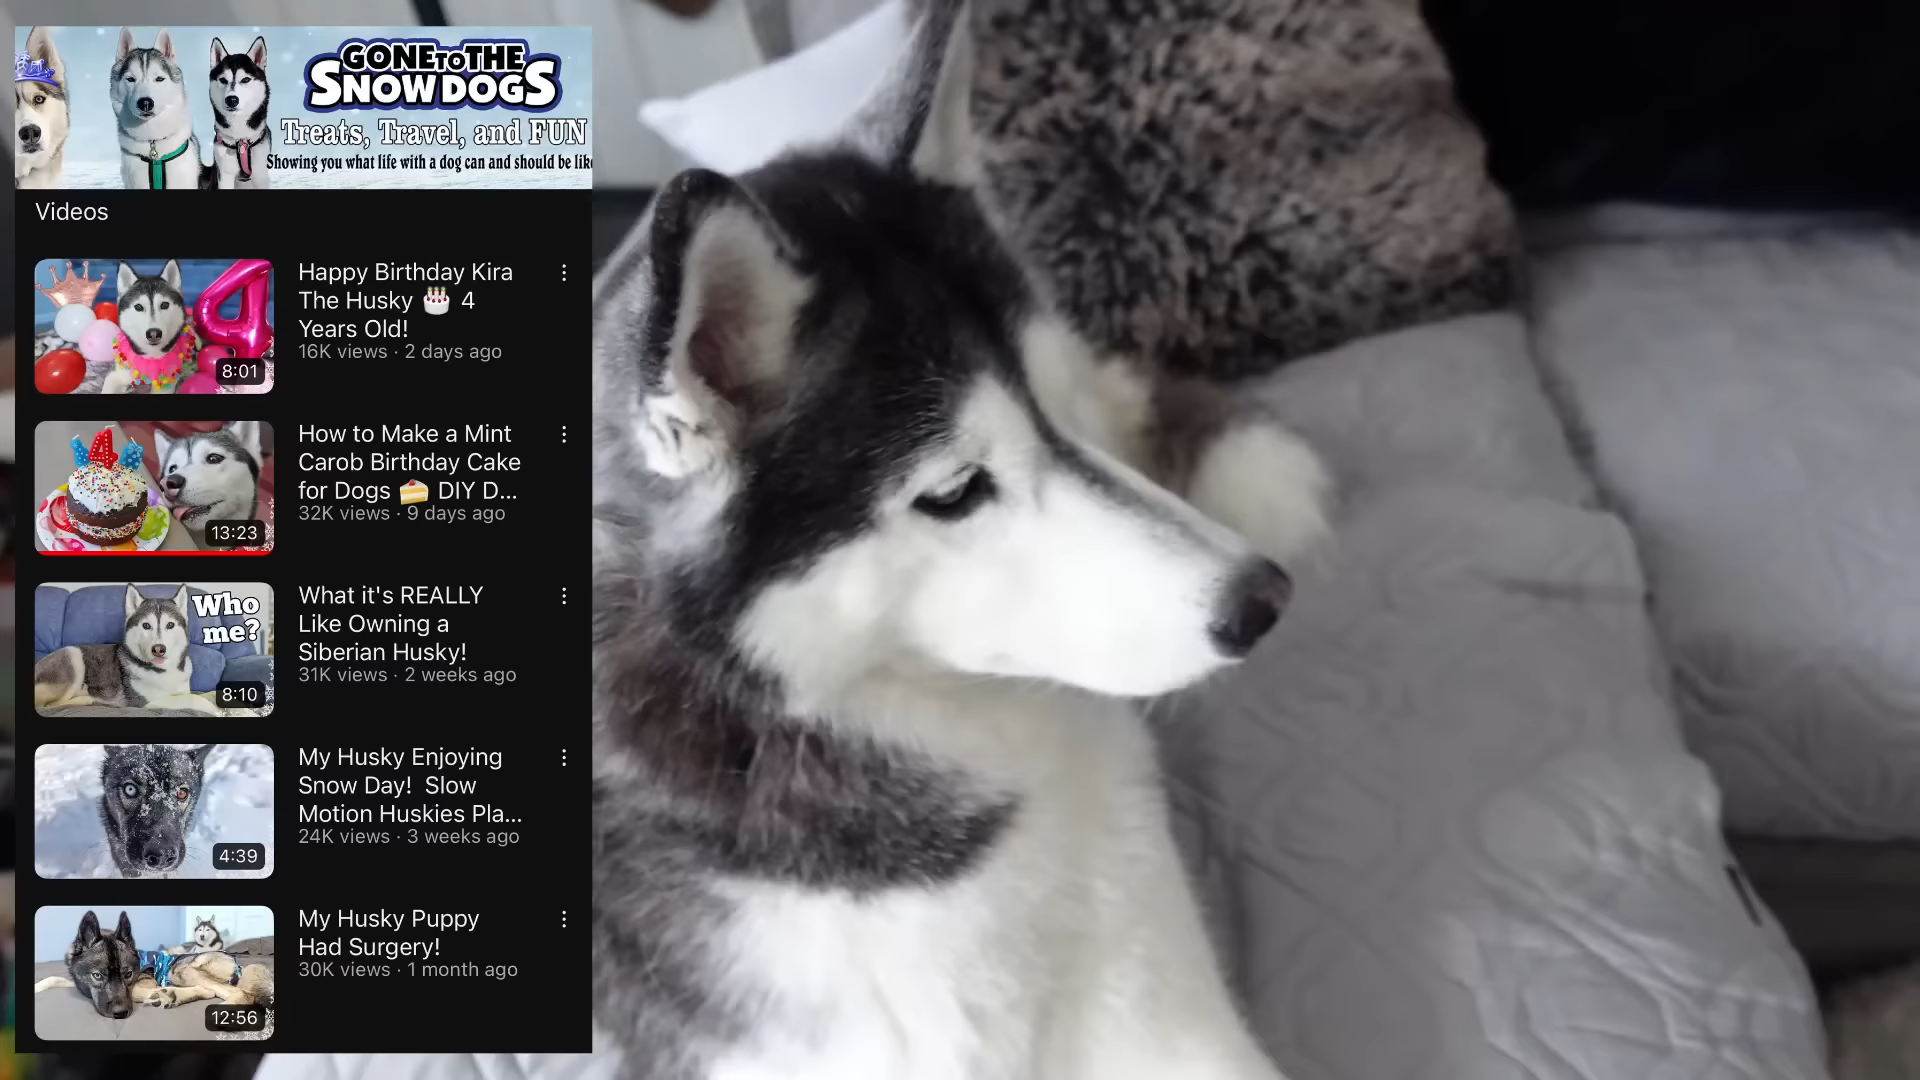 GONE TO THE
SNOW DOGS
Treats, Travel, and FUN
Showing you what life with a dog can and should be like
Videos
8:01
Happy Birthday Kira
The Husky 🎂 4
Years Old!
16K views · 2 days ago
4
13:23
How to Make a Mint
Carob Birthday Cake
for Dogs 🍰 DIY D...
32K views · 9 days ago
4
Who
me?
8:10
What it's REALLY
Like Owning a
Siberian Husky!
31K views · 2 weeks ago
4:39
My Husky Enjoying
Snow Day! Slow
Motion Huskies Pla...
24K views · 3 weeks ago
12:56
My Husky Puppy
Had Surgery!
30K views · 1 month ago